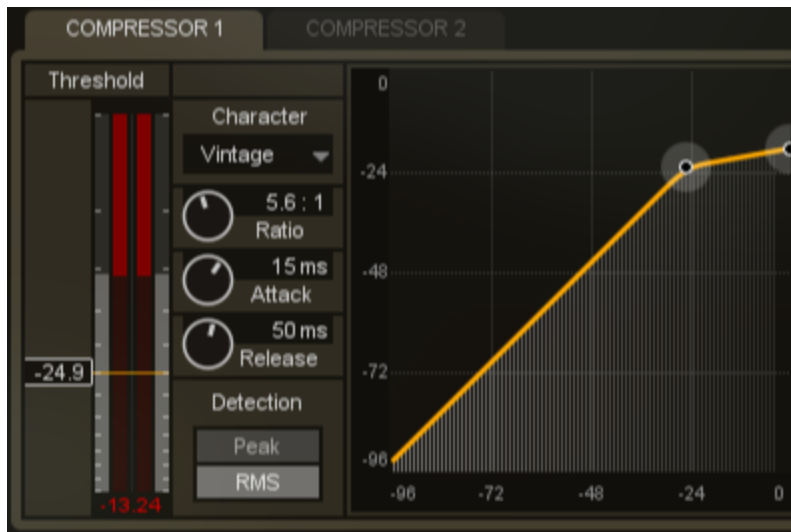 COMPRESSOR 1
COMPRESSOR 2
Threshold
-24.9
-13.24
Character
Vintage
5.6 : 1
Ratio
15 ms
Attack
50 ms
Release
Detection
Peak
RMS
0
-24
-48
-72
-96
-96
-72
-48
-24
0